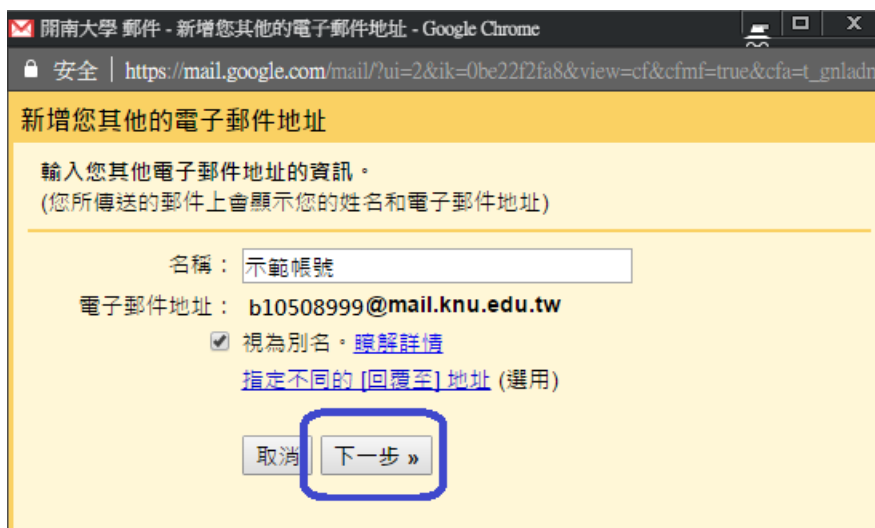 開南大學 郵件 - 新增您其他的電子郵件地址 - Google Chrome
安全 | https://mail.google.com/mail/?ui=2&ik=0be22f2fa8&view=cf&cfmf=true&cfa=t_gnladn
新增您其他的電子郵件地址
輸入您其他電子郵件地址的資訊。
(您所傳送的郵件上會顯示您的姓名和電子郵件地址)
名稱： 示範帳號
電子郵件地址： b10508999@mail.knu.edu.tw
視為別名。瞭解詳情
指定不同的 [回覆至] 地址 (選用)
取消 下一步 »